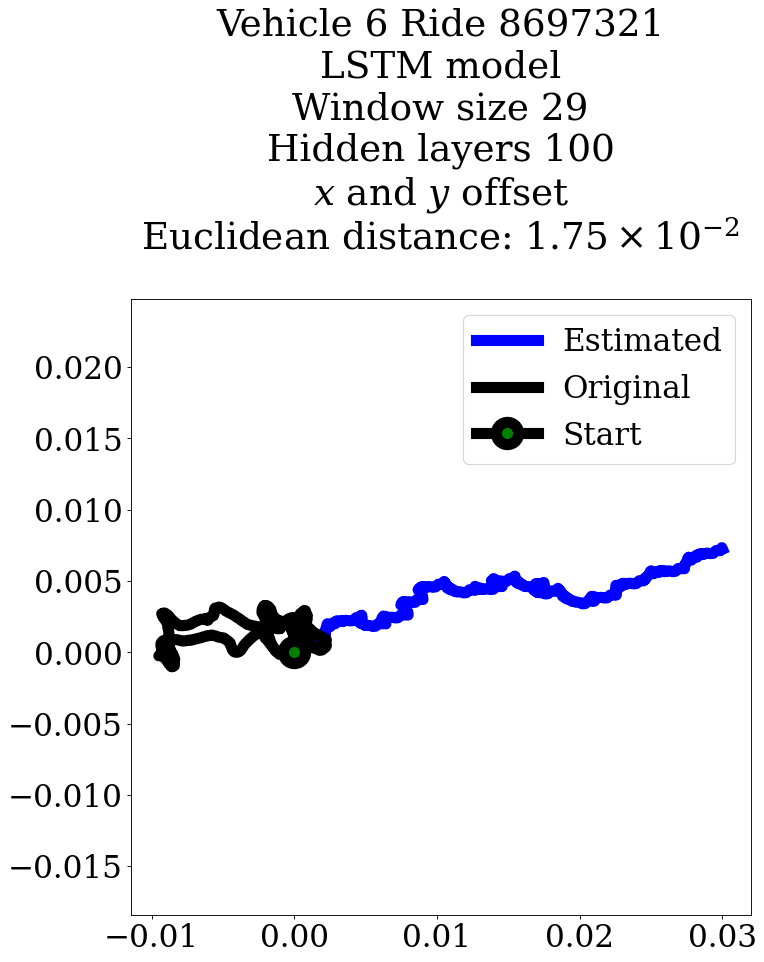 Vehicle 6 Ride 8697321
LSTM model
Window size 29
Hidden layers 100
x and y offset
Euclidean distance: 1.75 × 10⁻²
Estimated
Original
Start
0.020
0.015
0.010
0.005
0.000
−0.005
−0.010
−0.015
−0.01 0.00 0.01 0.02 0.03